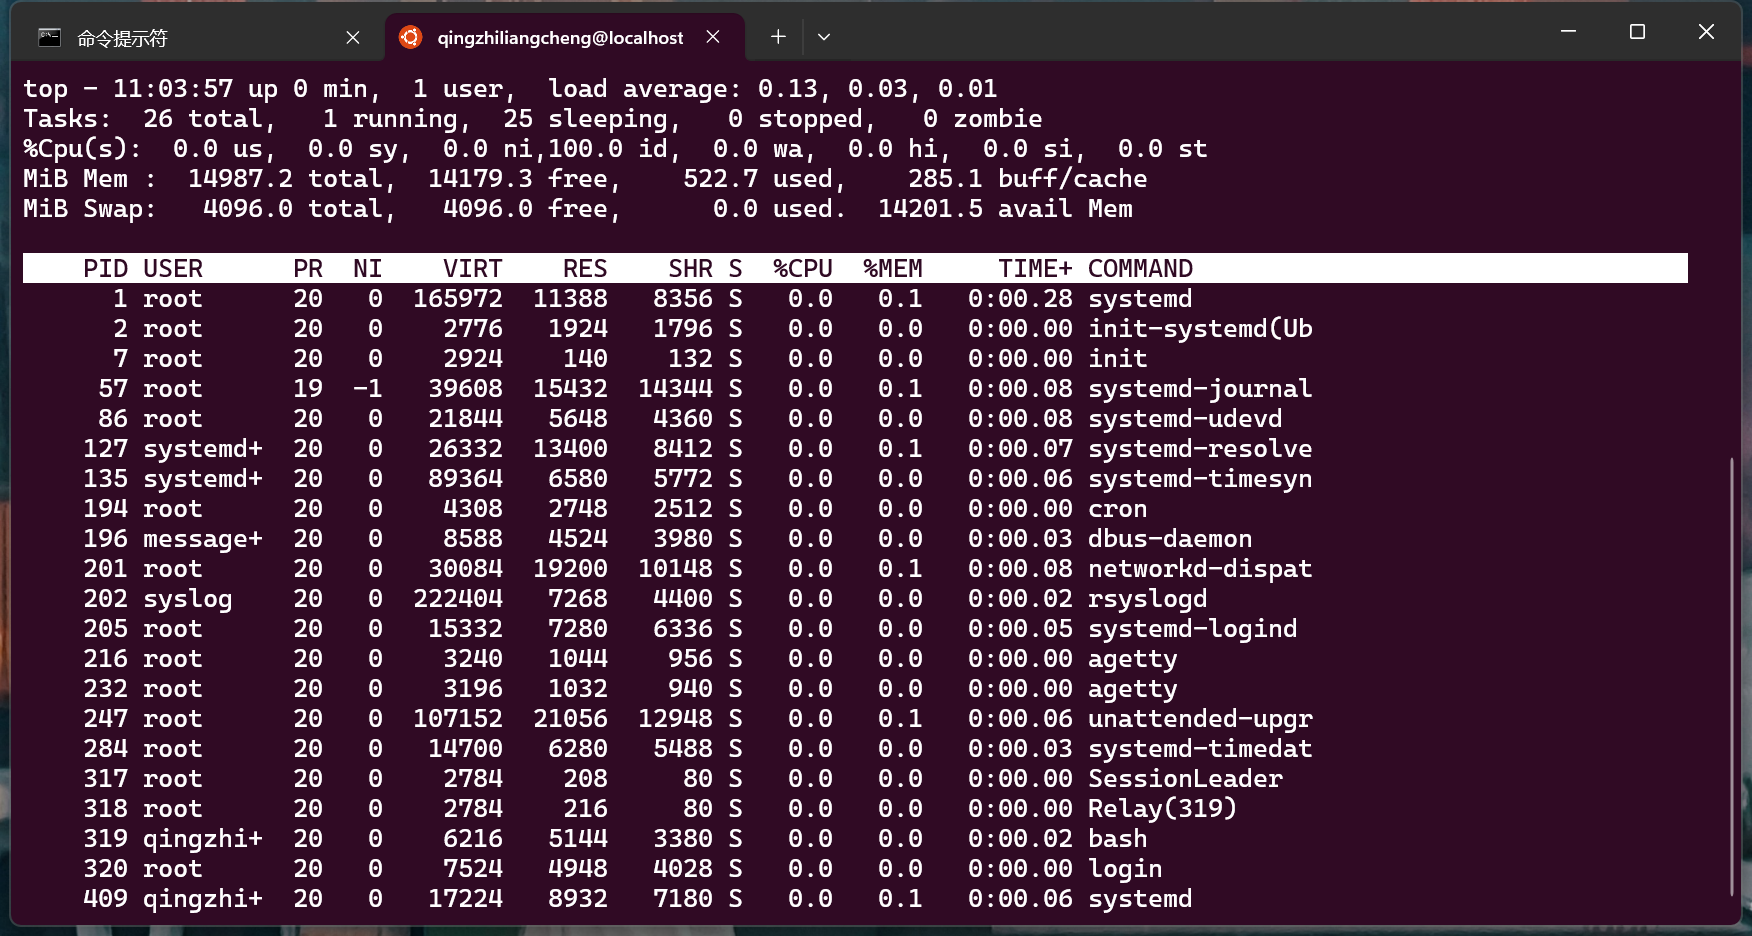 命令提示符
qingzhiliangcheng@localhost
top - 11:03:57 up 0 min,  1 user,  load average: 0.13, 0.03, 0.01
Tasks:  26 total,   1 running,  25 sleeping,   0 stopped,   0 zombie
%Cpu(s):  0.0 us,  0.0 sy,  0.0 ni,100.0 id,  0.0 wa,  0.0 hi,  0.0 si,  0.0 st
MiB Mem :  14987.2 total,  14179.3 free,    522.7 used,    285.1 buff/cache
MiB Swap:   4096.0 total,   4096.0 free,      0.0 used.  14201.5 avail Mem
PID USER      PR  NI    VIRT    RES    SHR S  %CPU  %MEM     TIME+ COMMAND
1 root      20   0  165972  11388   8356 S   0.0   0.1   0:00.28 systemd
2 root      20   0    2776   1924   1796 S   0.0   0.0   0:00.00 init-systemd(Ub
7 root      20   0    2924    140    132 S   0.0   0.0   0:00.00 init
57 root      19  -1   39608  15432  14344 S   0.0   0.1   0:00.08 systemd-journal
86 root      20   0   21844   5648   4360 S   0.0   0.0   0:00.08 systemd-udevd
127 systemd+  20   0   26332  13400   8412 S   0.0   0.1   0:00.07 systemd-resolve
135 systemd+  20   0   89364   6580   5772 S   0.0   0.0   0:00.06 systemd-timesyn
194 root      20   0    4308   2748   2512 S   0.0   0.0   0:00.00 cron
196 message+  20   0    8588   4524   3980 S   0.0   0.0   0:00.03 dbus-daemon
201 root      20   0   30084  19200  10148 S   0.0   0.1   0:00.08 networkd-dispat
202 syslog    20   0  222404   7268   4400 S   0.0   0.0   0:00.02 rsyslogd
205 root      20   0   15332   7280   6336 S   0.0   0.0   0:00.05 systemd-logind
216 root      20   0    3240   1044    956 S   0.0   0.0   0:00.00 agetty
232 root      20   0    3196   1032    940 S   0.0   0.0   0:00.00 agetty
247 root      20   0  107152  21056  12948 S   0.0   0.1   0:00.06 unattended-upgr
284 root      20   0   14700   6280   5488 S   0.0   0.0   0:00.03 systemd-timedat
317 root      20   0    2784    208     80 S   0.0   0.0   0:00.00 SessionLeader
318 root      20   0    2784    216     80 S   0.0   0.0   0:00.00 Relay(319)
319 qingzhi+  20   0    6216   5144   3380 S   0.0   0.0   0:00.02 bash
320 root      20   0    7524   4948   4028 S   0.0   0.0   0:00.00 login
409 qingzhi+  20   0   17224   8932   7180 S   0.0   0.1   0:00.06 systemd